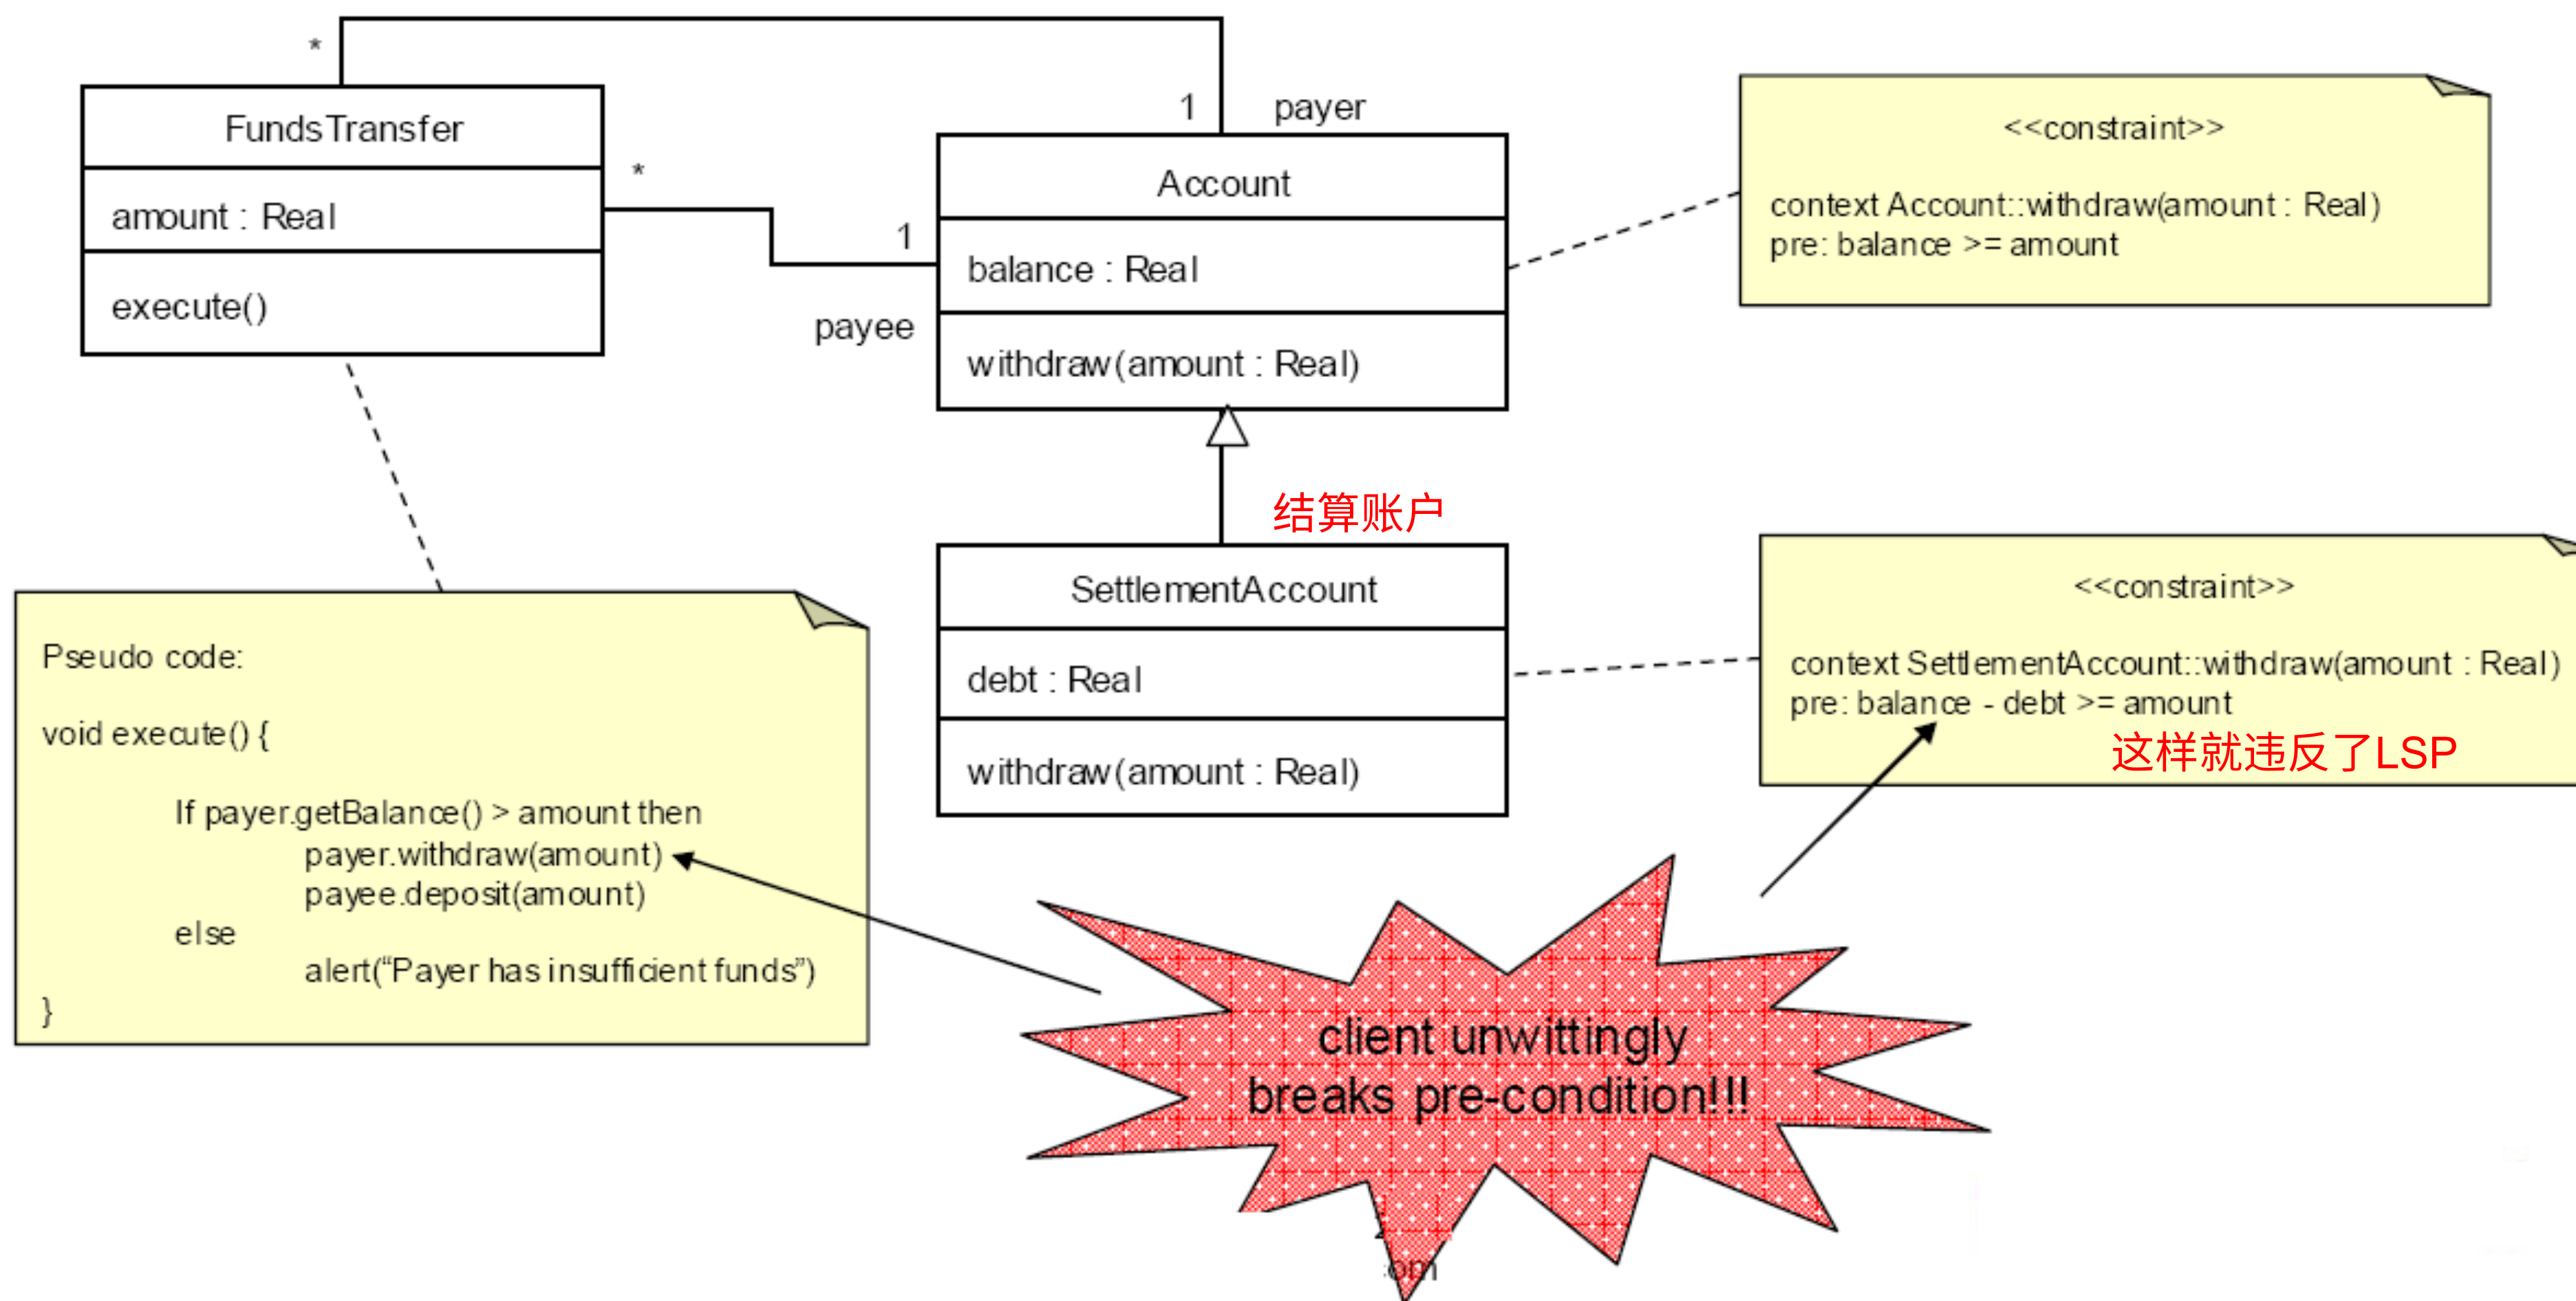 *
FundsTransfer
amount : Real
execute()
*
1
payer
1
payee
Account
balance : Real
withdraw(amount : Real)
<<constraint>>
context Account::withdraw(amount : Real)
pre: balance >= amount
结算账户
SettlementAccount
debt : Real
withdraw(amount : Real)
<<constraint>>
context SettlementAccount::withdraw(amount : Real)
pre: balance - debt >= amount
这样就违反了LSP
Pseudo code:
void execute() {
If payer.getBalance() > amount then
payer.withdraw(amount)
payee.deposit(amount)
else
alert(“Payer has insufficient funds”)
}
client unwittingly
breaks pre-condition!!!